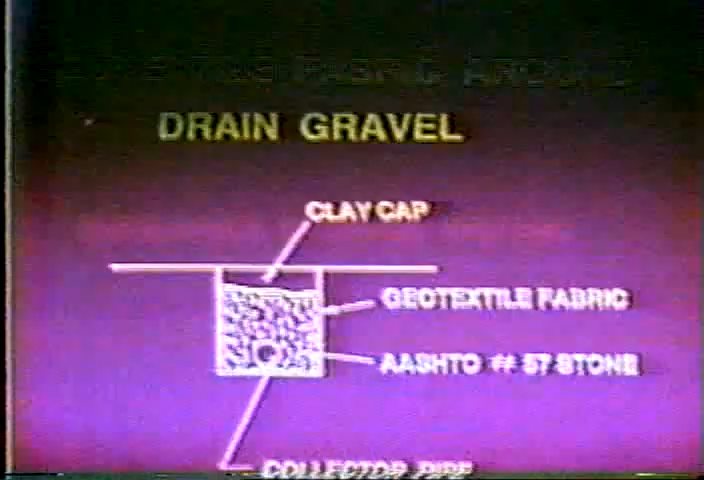 DRAIN GRAVEL
CLAY CAP
GEOTEXTILE FABRIC
AASHTO # 57 STONE
COLLECTOR PIPE